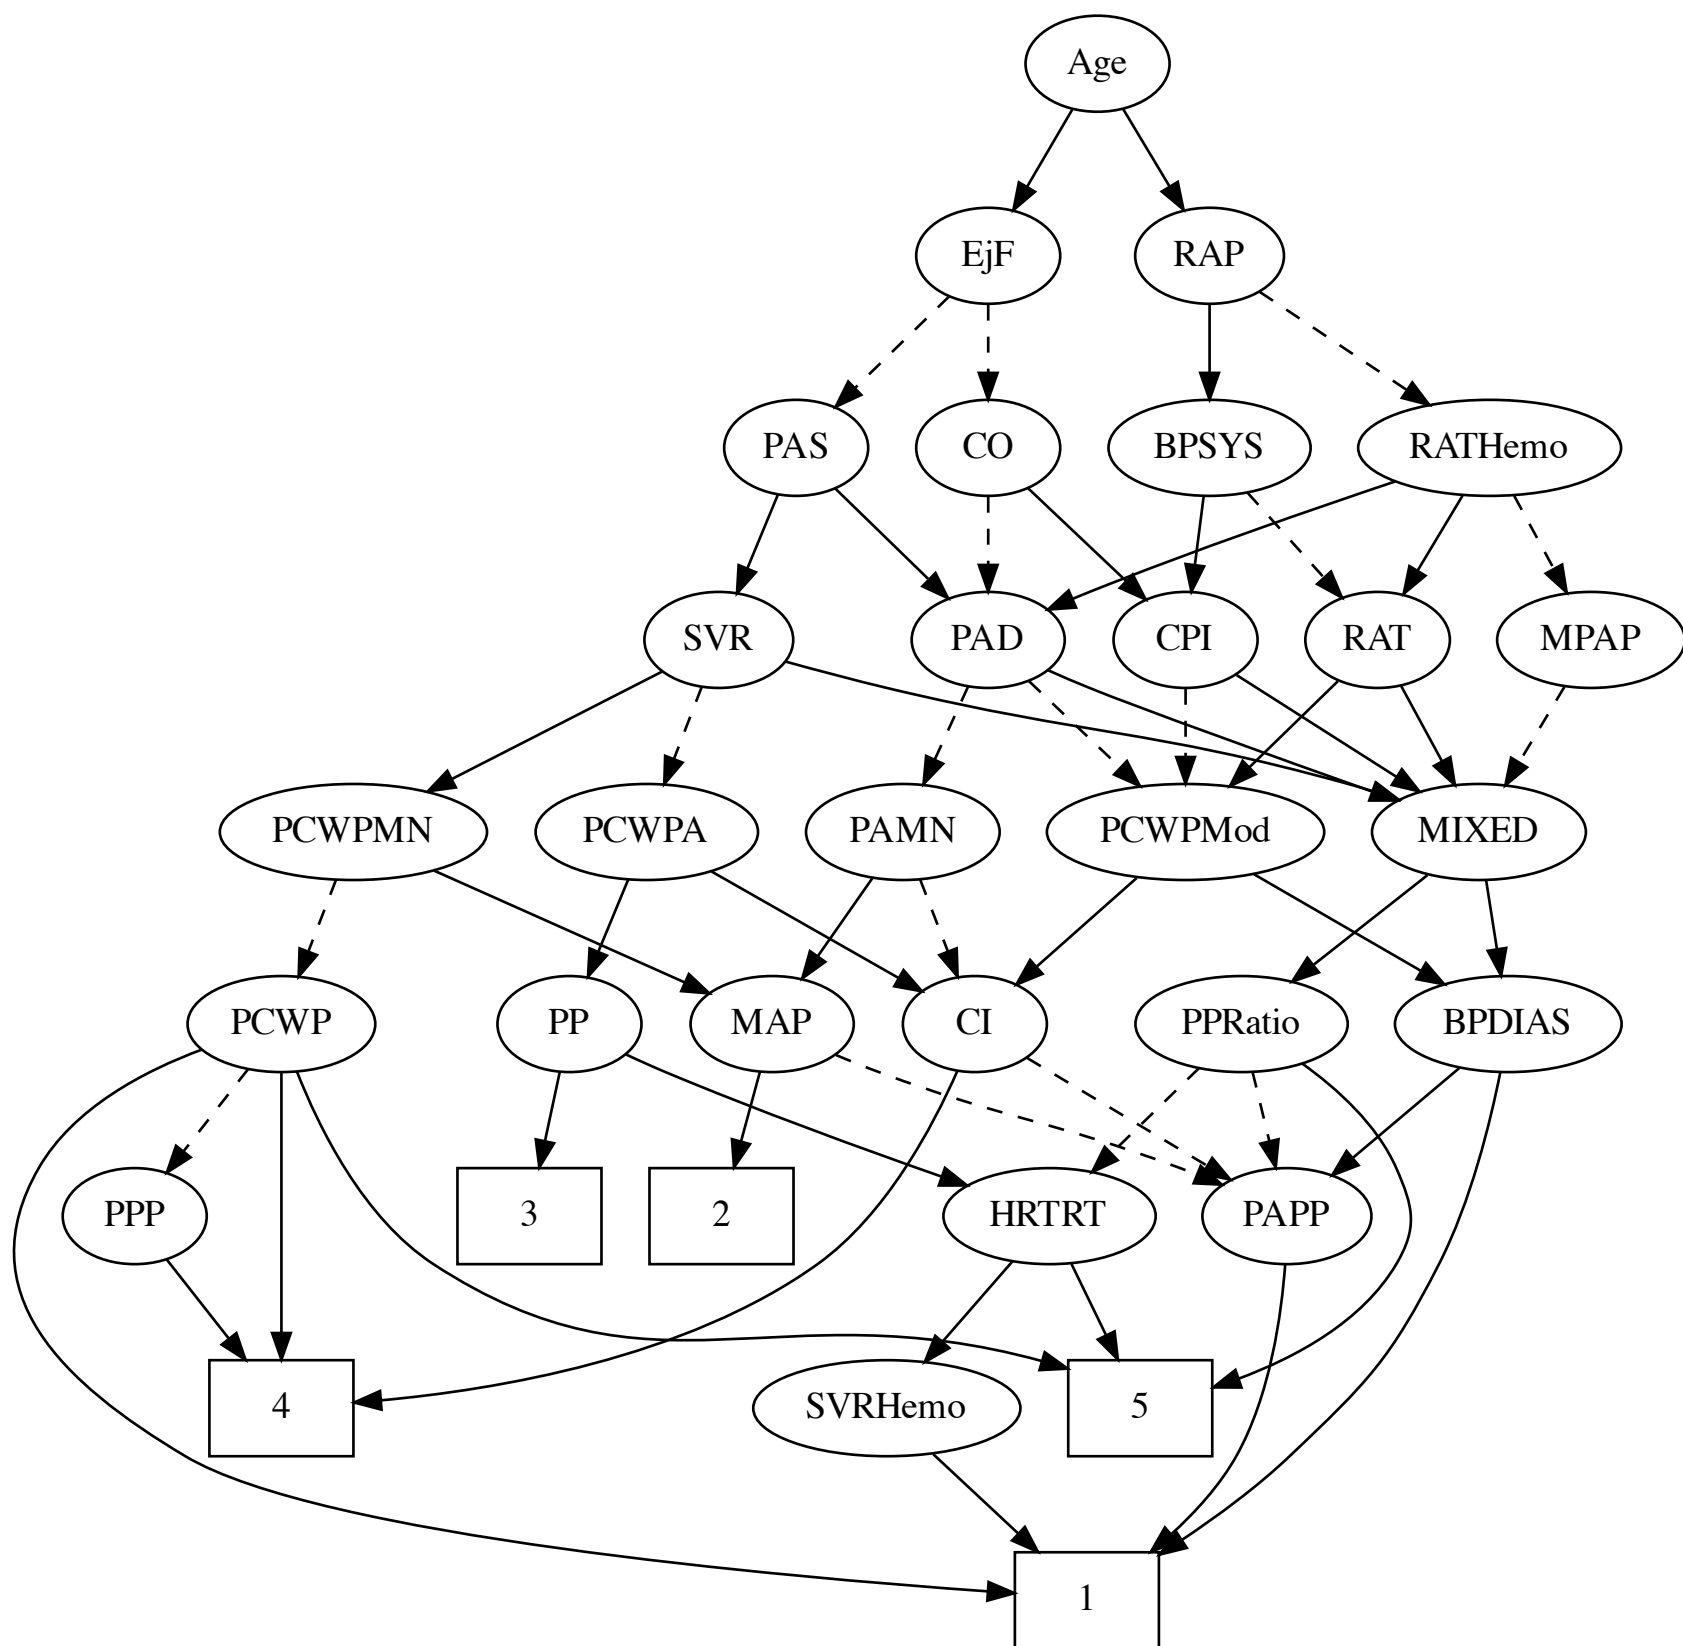 Age
EjF
RAP
PAS
CO
BPSYS
RATHemo
SVR
PAD
CPI
RAT
MPAP
PCWPMN
PCWPA
PAMN
PCWPMod
MIXED
PCWP
PP
MAP
CI
PPRatio
BPDIAS
PPP
3
2
HRTRT
PAPP
4
SVRHemo
5
1